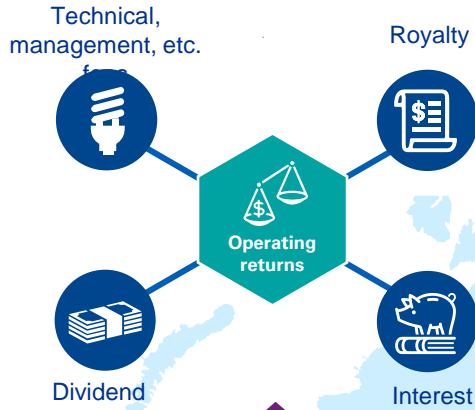 Technical,
management, etc.
Royalty
$
$
Operating
returns
Dividend
Interest